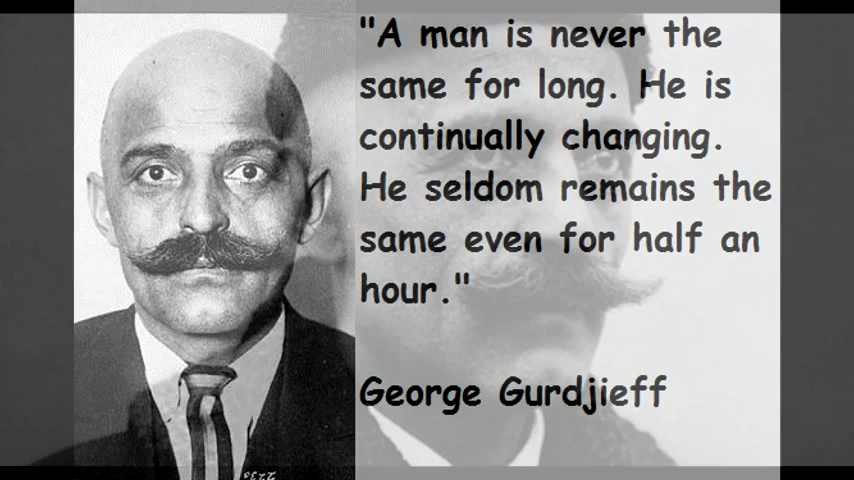 "A man is never the
same for long. He is
continually changing.
He seldom remains the
same even for half an
hour."
George Gurdjieff